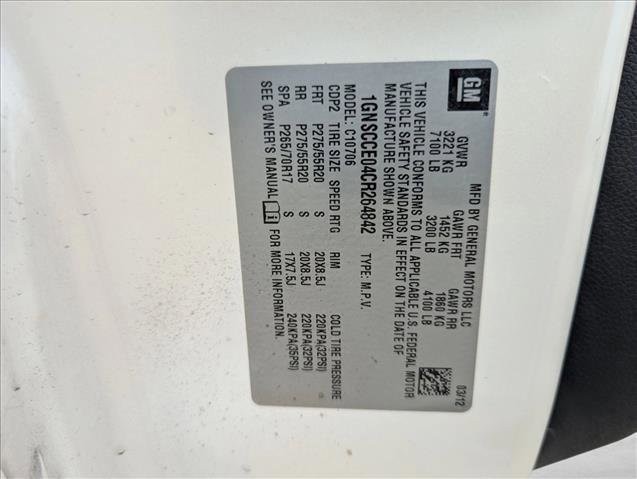 GM
MFD BY GENERAL MOTORS LLC
GVWR GAWR FRT GAWR RR
3221 KG 1452 KG 1860 KG
7100 LB 3200 LB 4100 LB
03/12
THIS VEHICLE CONFORMS TO ALL APPLICABLE U.S. FEDERAL MOTOR
VEHICLE SAFETY STANDARDS IN EFFECT ON THE DATE OF
MANUFACTURE SHOWN ABOVE.
1GNSCCE04CR264842 TYPE: M.P.V.
MODEL: C10706
CDP2 TIRE SIZE SPEED RTG RIM COLD TIRE PRESSURE
FRT P275/55R20 S 20X8.5J 220KPA(32PSI)
RR P275/55R20 S 20X8.5J 220KPA(32PSI)
SPA P265/70R17 S 17X7.5J 240KPA(35PSI)
SEE OWNER'S MANUAL FOR MORE INFORMATION.